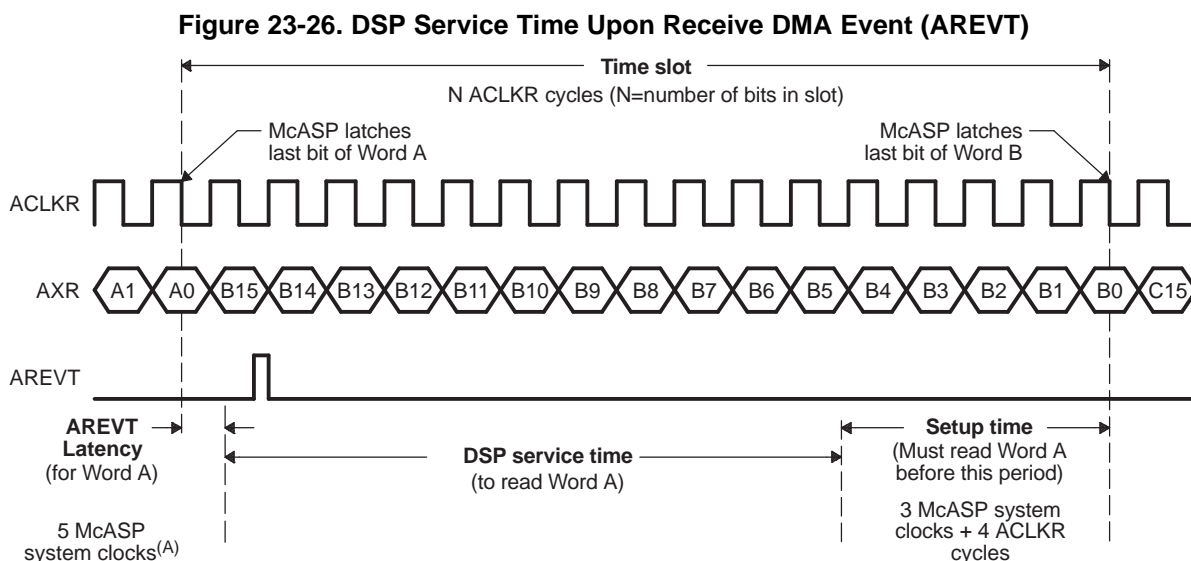 Figure 23-26. DSP Service Time Upon Receive DMA Event (AREVT)
Time slot
N ACLKR cycles (N=number of bits in slot)
McASP latches
last bit of Word A
McASP latches
last bit of Word B
ACLKR
AXR
A1 A0 B15 B14 B13 B12 B11 B10 B9 B8 B7 B6 B5 B4 B3 B2 B1 B0 C15
AREVT
AREVT
Latency
(for Word A)
DSP service time
(to read Word A)
Setup time
(Must read Word A
before this period)
5 McASP
system clocks(A)
3 McASP system
clocks + 4 ACLKR
cycles